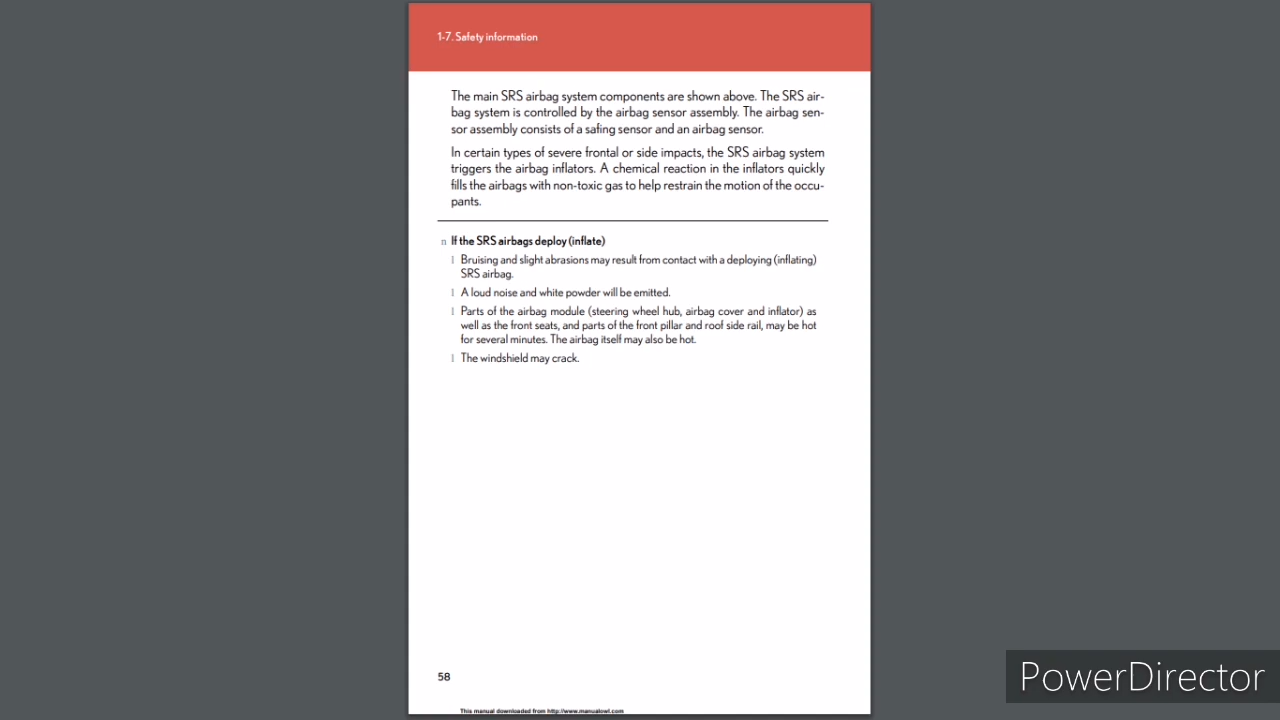 1-7. Safety information
The main SRS airbag system components are shown above. The SRS air-
bag system is controlled by the airbag sensor assembly. The airbag sen-
sor assembly consists of a safing sensor and an airbag sensor.
In certain types of severe frontal or side impacts, the SRS airbag system
triggers the airbag inflators. A chemical reaction in the inflators quickly
fills the airbags with non-toxic gas to help restrain the motion of the occu-
pants.
n If the SRS airbags deploy (inflate)
l Bruising and slight abrasions may result from contact with a deploying (inflating)
SRS airbag.
l A loud noise and white powder will be emitted.
l Parts of the airbag module (steering wheel hub, airbag cover and inflator) as
well as the front seats, and parts of the front pillar and roof side rail, may be hot
for several minutes. The airbag itself may also be hot.
l The windshield may crack.
58
This manual downloaded from http://www.manualowl.com
PowerDirector